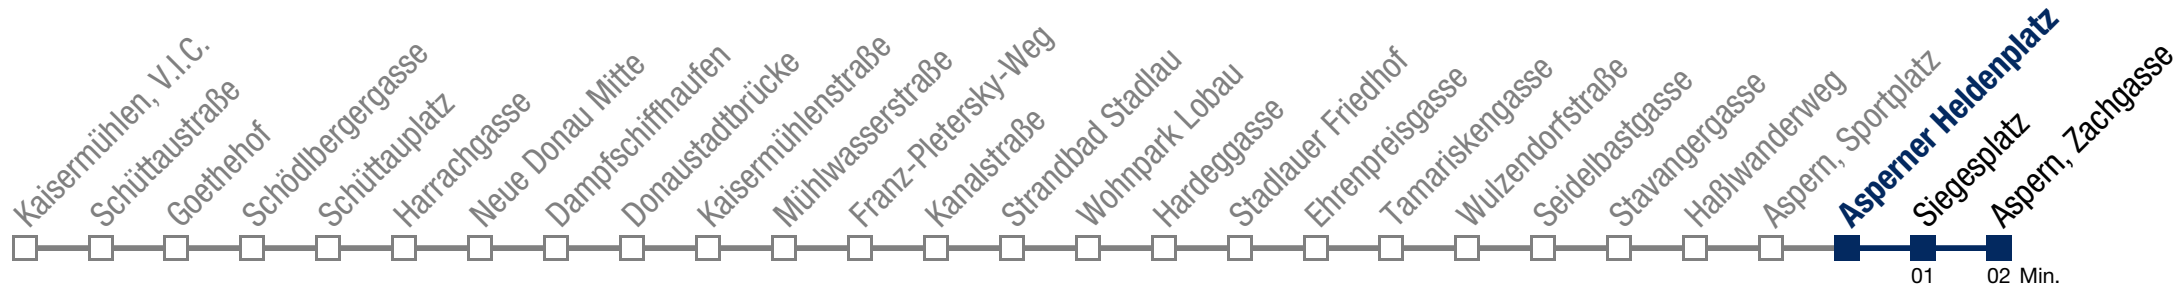 Kaisermühlen, V.I.C.
Schüttaustraße
Goethehof
Schödlbergergasse
Schüttauplatz
Harrachgasse
Neue Donau Mitte
Dampfschiffhaufen
Donaustadtbrücke
Kaisermühlenstraße
Mühlwasserstraße
Franz-Pletersky-Weg
Kanalstraße
Strandbad Stadlau
Wohnpark Lobau
Hardeggasse
Stadlauer Friedhof
Ehrenpreisgasse
Tamariskengasse
Wulzendorfstraße
Seidelbastgasse
Stavangergasse
Haßlwanderweg
Aspern, Sportplatz
Asperner Heldenplatz
Siegesplatz
Aspern, Zachgasse
01 02 Min.